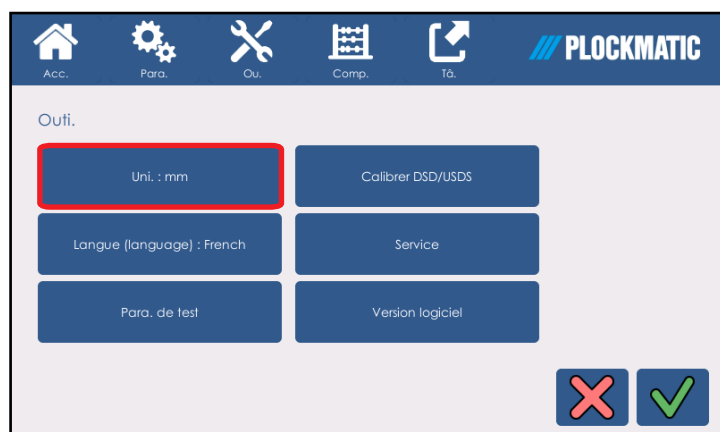 Acc.
Para.
Ou.
Comp.
Tâ.
PLOCKMATIC
Outi.
Uni. : mm
Calibrer DSD/USDS
Langue (language) : French
Service
Para. de test
Version logiciel